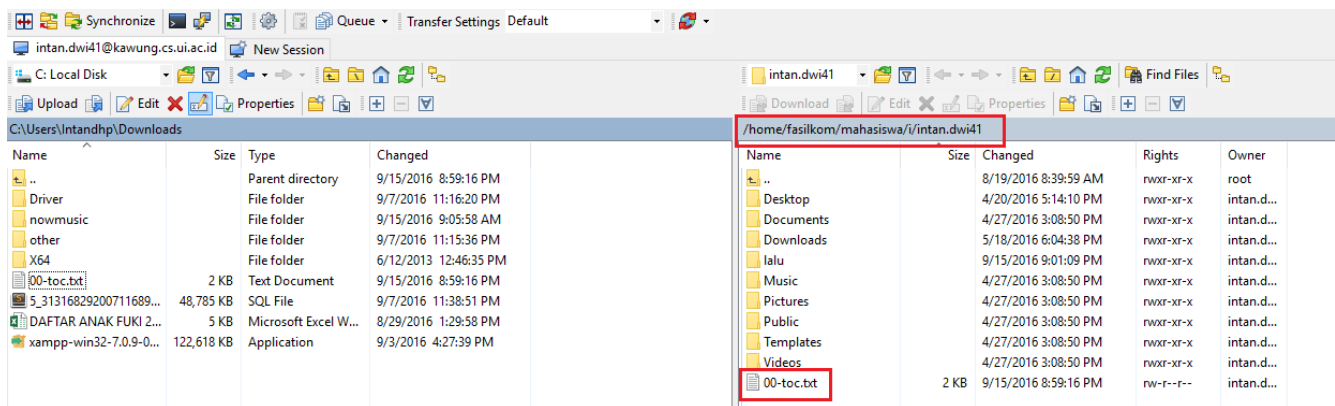 Synchronize Queue Transfer Settings Default
intan.dwi41@kawung.cs.ui.ac.id New Session
C: Local Disk
Upload Edit Properties
C:\Users\Intandhp\Downloads
Name Size Type Changed
.. Parent directory 9/15/2016 8:59:16 PM
Driver File folder 9/7/2016 11:16:20 PM
nowmusic File folder 9/15/2016 9:05:58 AM
other File folder 9/7/2016 11:15:36 PM
X64 File folder 6/12/2013 12:46:35 PM
00-toc.txt 2 KB Text Document 9/15/2016 8:59:16 PM
5_31316829200711689... 48,785 KB SQL File 9/7/2016 11:38:51 PM
DAFTAR ANAK FUKI 2... 5 KB Microsoft Excel W... 8/29/2016 1:29:58 PM
xampp-win32-7.0.9-0... 122,618 KB Application 9/3/2016 4:27:39 PM
intan.dwi41 Find Files
Download Edit Properties
/home/fasilkom/mahasiswa/i/intan.dwi41
Name Size Changed Rights Owner
.. 8/19/2016 8:39:59 AM rwxr-xr-x root
Desktop 4/20/2016 5:14:10 PM rwxr-xr-x intan.d...
Documents 4/27/2016 3:08:50 PM rwxr-xr-x intan.d...
Downloads 5/18/2016 6:04:38 PM rwxr-xr-x intan.d...
lalu 9/15/2016 9:01:09 PM rwxr-xr-x intan.d...
Music 4/27/2016 3:08:50 PM rwxr-xr-x intan.d...
Pictures 4/27/2016 3:08:50 PM rwxr-xr-x intan.d...
Public 4/27/2016 3:08:50 PM rwxr-xr-x intan.d...
Templates 4/27/2016 3:08:50 PM rwxr-xr-x intan.d...
Videos 4/27/2016 3:08:50 PM rwxr-xr-x intan.d...
00-toc.txt 2 KB 9/15/2016 8:59:16 PM rw-r--r-- intan.d...